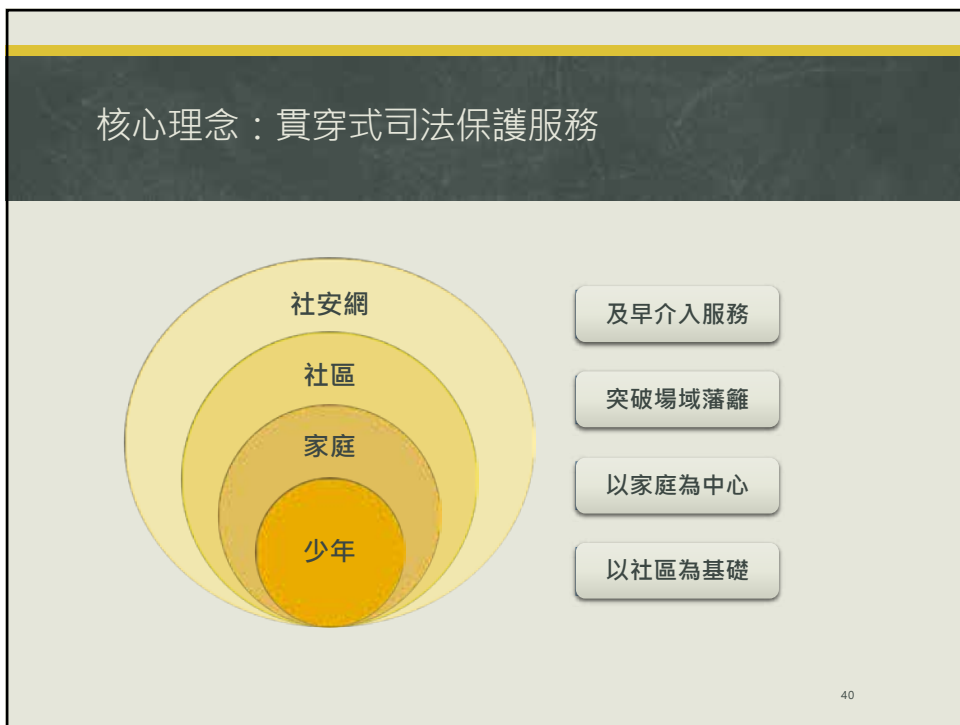 核心理念：貫穿式司法保護服務
社安網
社區
家庭
少年
及早介入服務
突破場域藩籬
以家庭為中心
以社區為基礎
40